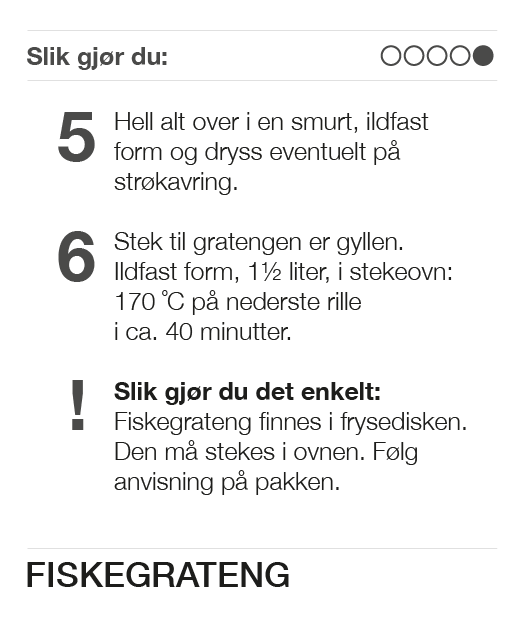 Slik gjør du:
5 Hell alt over i en smurt, ildfast
form og dryss eventuelt på
strøkavring.
6 Stek til gratengen er gyllen.
Ildfast form, 1½ liter, i stekeovn:
170 °C på nederste rille
i ca. 40 minutter.
! Slik gjør du det enkelt:
Fiskegrateng finnes i frysedisken.
Den må stekes i ovnen. Følg
anvisning på pakken.
FISKEGRATENG